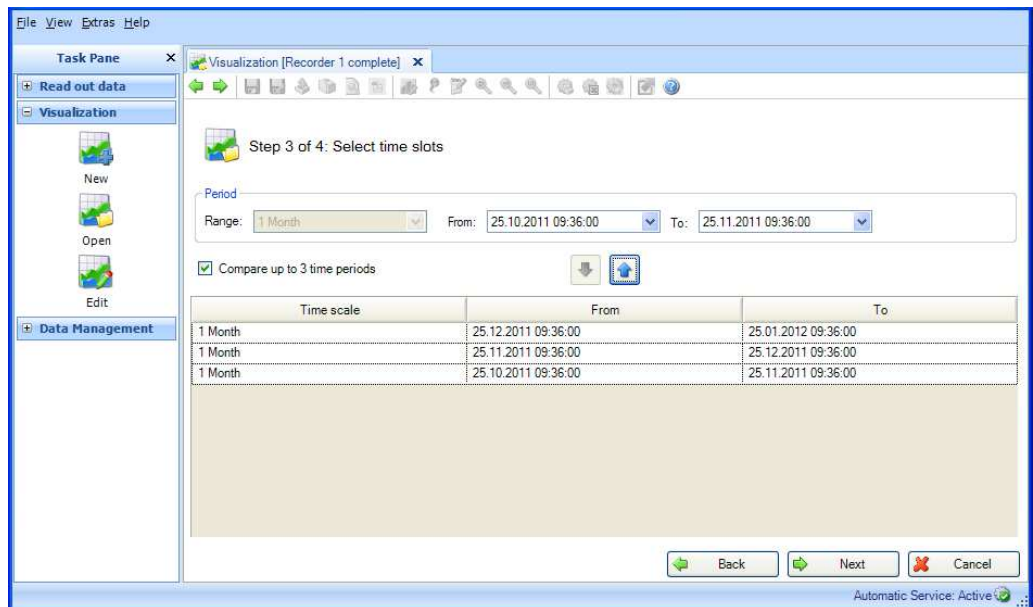 File View Extras Help
Task Pane
Read out data
Visualization
New
Open
Edit
Data Management
Visualization [Recorder 1 complete]
Step 3 of 4: Select time slots
Period
Range: 1 Month From: 25.10.2011 09:36:00 To: 25.11.2011 09:36:00
Compare up to 3 time periods
Time scale From To
1 Month 25.12.2011 09:36:00 25.01.2012 09:36:00
1 Month 25.11.2011 09:36:00 25.12.2011 09:36:00
1 Month 25.10.2011 09:36:00 25.11.2011 09:36:00
Back Next Cancel
Automatic Service: Active